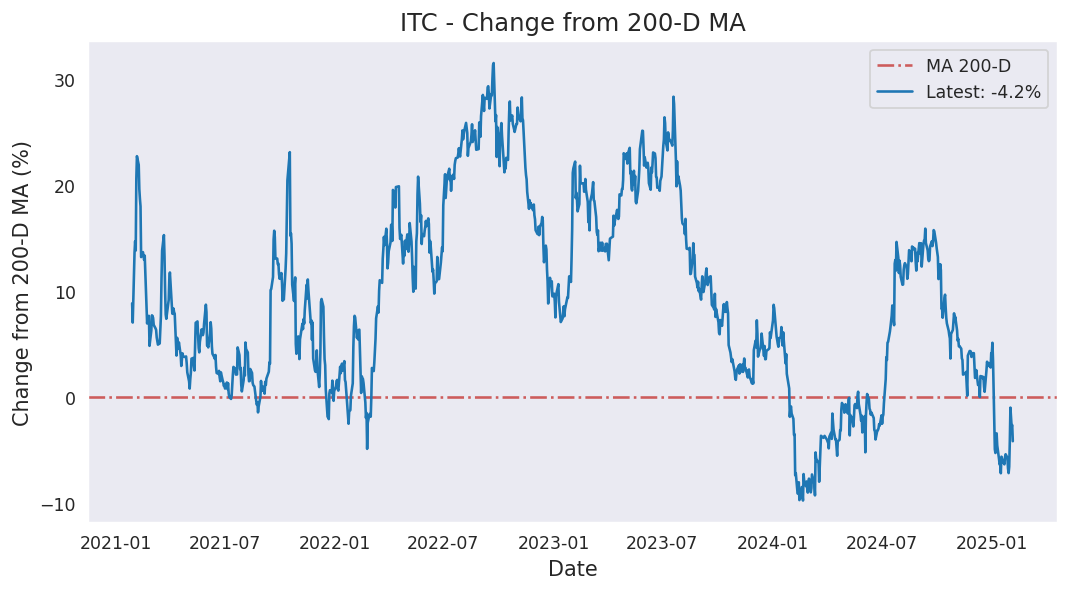 ITC - Change from 200-D MA
MA 200-D
Latest: -4.2%
Change from 200-D MA (%)
30
20
10
0
−10
2021-01 2021-07 2022-01 2022-07 2023-01 2023-07 2024-01 2024-07 2025-01
Date